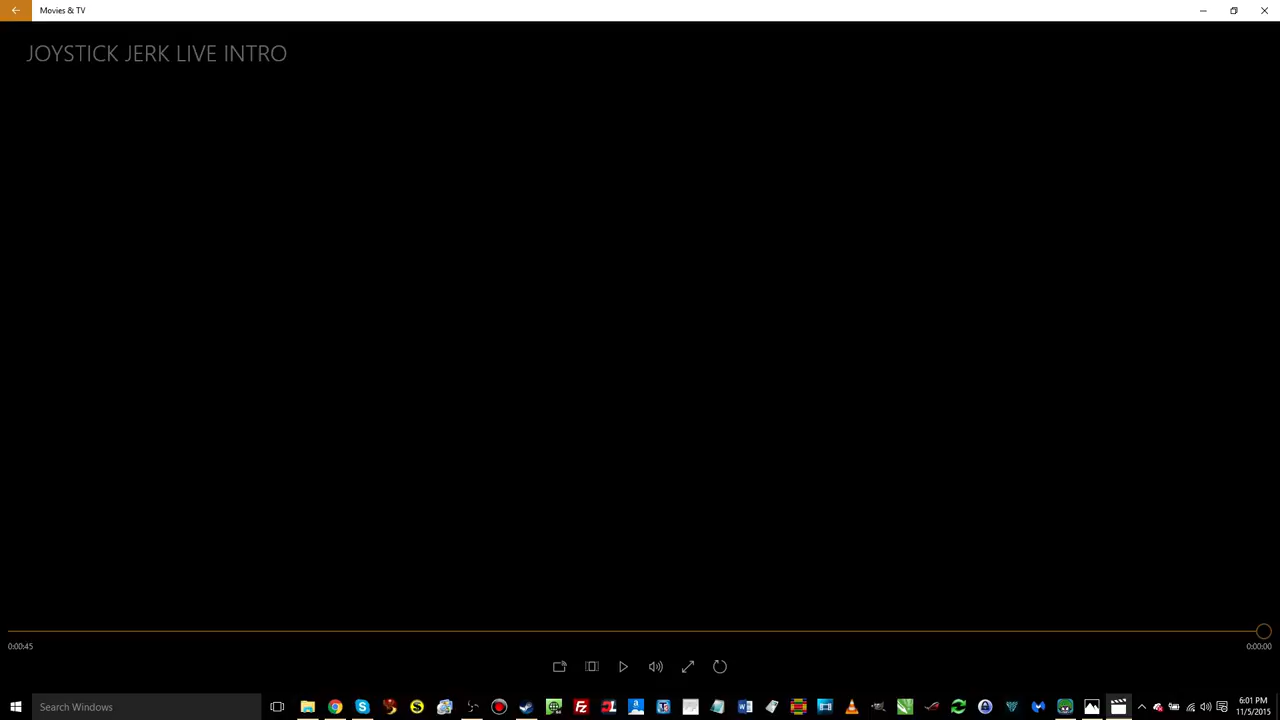 Movies & TV
JOYSTICK JERK LIVE INTRO
0:00:45
0:00:00
Search Windows
6:01 PM
11/5/2015